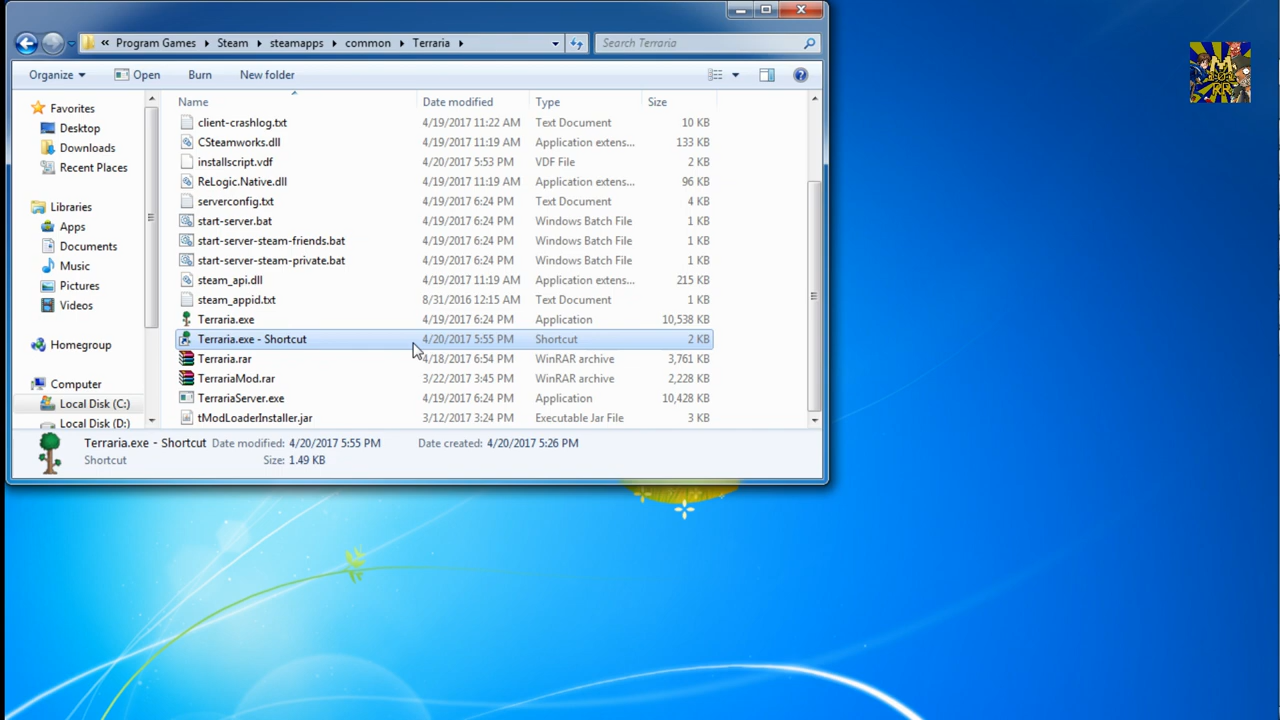 « Program Games Steam steamapps common Terraria
Search Terraria
Organize Open Burn New folder
Name Date modified Type Size
client-crashlog.txt 4/19/2017 11:22 AM Text Document 10 KB
CSteamworks.dll 4/19/2017 11:19 AM Application extens... 133 KB
installscript.vdf 4/20/2017 5:53 PM VDF File 2 KB
ReLogic.Native.dll 4/19/2017 11:19 AM Application extens... 96 KB
serverconfig.txt 4/19/2017 6:24 PM Text Document 4 KB
start-server.bat 4/19/2017 6:24 PM Windows Batch File 1 KB
start-server-steam-friends.bat 4/19/2017 6:24 PM Windows Batch File 1 KB
start-server-steam-private.bat 4/19/2017 6:24 PM Windows Batch File 1 KB
steam_api.dll 4/19/2017 11:19 AM Application extens... 215 KB
steam_appid.txt 8/31/2016 12:15 AM Text Document 1 KB
Terraria.exe 4/19/2017 6:24 PM Application 10,538 KB
Terraria.exe - Shortcut 4/20/2017 5:55 PM Shortcut 2 KB
Terraria.rar 4/18/2017 6:54 PM WinRAR archive 3,761 KB
TerrariaMod.rar 3/22/2017 3:45 PM WinRAR archive 2,228 KB
TerrariaServer.exe 4/19/2017 6:24 PM Application 10,428 KB
tModLoaderInstaller.jar 3/12/2017 3:24 PM Executable Jar File 3 KB
Favorites
Desktop
Downloads
Recent Places
Libraries
Apps
Documents
Music
Pictures
Videos
Homegroup
Computer
Local Disk (C:)
Local Disk (D:)
Terraria.exe - Shortcut Date modified: 4/20/2017 5:55 PM Date created: 4/20/2017 5:26 PM
Shortcut Size: 1.49 KB